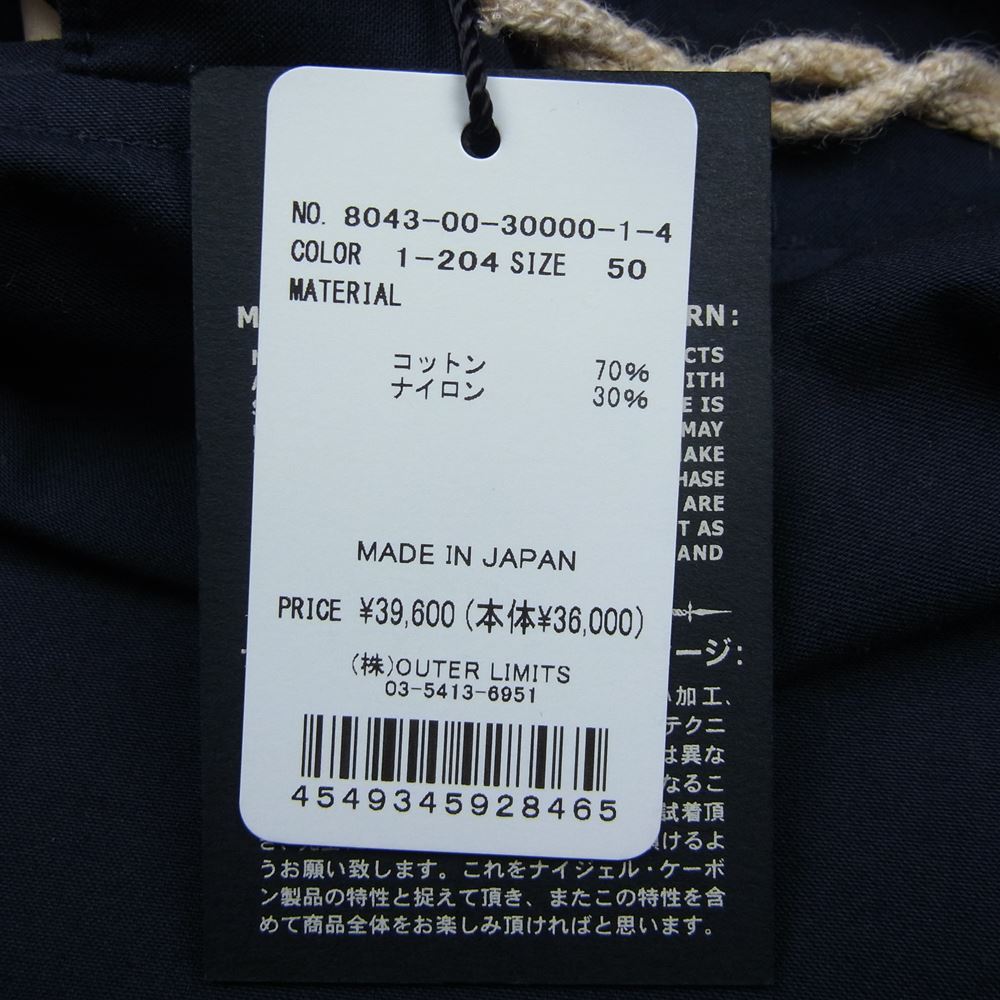 NO. 8043-00-30000-1-4
COLOR 1-204 SIZE 50
MATERIAL
コットン 70%
ナイロン 30%
MADE IN JAPAN
PRICE ¥39,600(本体¥36,000)
(株)OUTER LIMITS
03-5413-6951
4549345928465
RN:
CTS
ITH
E IS
MAY
AKE
HASE
ARE
T AS
AND
ージ:
加工、
テクニ
は異な
なるこ
試着頂
けるよ
うお願い致します。これをナイジェル・ケーボ
ン製品の特性と捉えて頂き、またこの特性を含
めて商品全体をお楽しみ頂ければと思います。